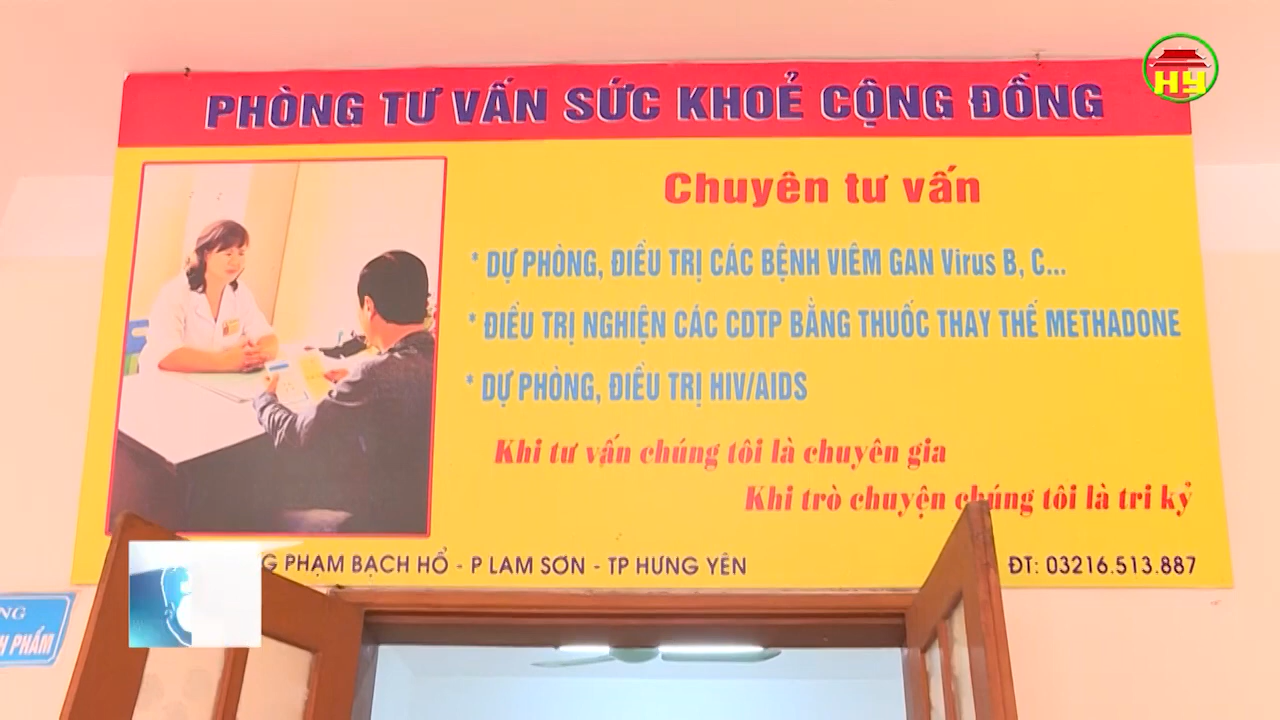 HY
PHÒNG TƯ VẤN SỨC KHOẺ CỘNG ĐỒNG
Chuyên tư vấn
* DỰ PHÒNG, ĐIỀU TRỊ CÁC BỆNH VIÊM GAN Virus B, C...
* ĐIỀU TRỊ NGHIỆN CÁC CDTP BẰNG THUỐC THAY THẾ METHADONE
* DỰ PHÒNG, ĐIỀU TRỊ HIV/AIDS
Khi tư vấn chúng tôi là chuyên gia
Khi trò chuyện chúng tôi là tri kỷ
PHẠM BẠCH HỔ - P LAM SƠN - TP HƯNG YÊN
ĐT: 03216.513.887
PHẨM